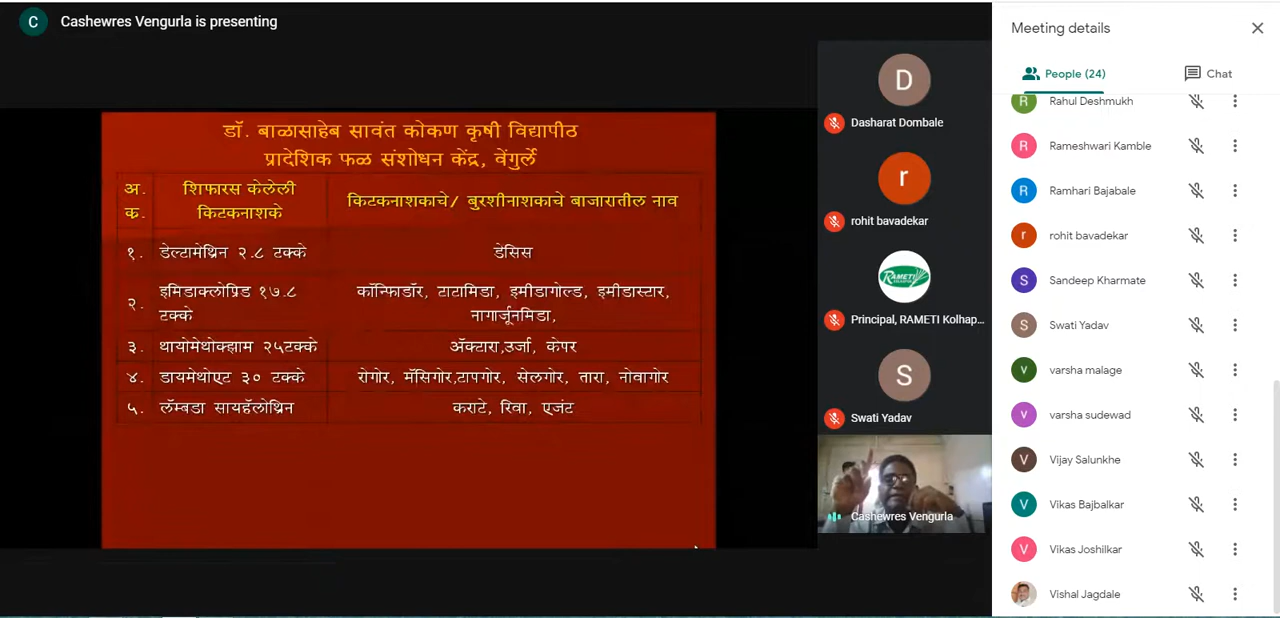 C
Cashewres Vengurla is presenting
डॉ. बाळासाहेब सावंत कोकण कृषी विद्यापीठ
प्रादेशिक फळ संशोधन केंद्र, वेंगुर्ले
अ. क.
शिफारस केलेली
किटकनाशके
किटकनाशकाचे/ बुरशीनाशकाचे बाजारातील नाव
१. डेल्टामेथ्रिन २.८ टक्के डेंसिस
२. इमिडाक्लोप्रिड १७.८ टक्के
कॉन्फिडॉर, टाटामिडा, इमीडागोल्ड, इमीडास्टार,
नागार्जूनमिडा,
३. थायोमेथोक्झाम २५टक्के ॲक्टारा,उर्जा, केपर
४. डायमेथोएट ३० टक्के रोगोर, मॅसिगोर,टापगोर, सेलगोर, तारा, नोवागोर
५. लॅम्बडा सायहॅलोथ्रिन कराटे, रिवा, एजंट
D
Dasharat Dombale
r
rohit bavadekar
RAMETI
Principal, RAMETI Kolhap...
S
Swati Yadav
Cashewres Vengurla
Meeting details
People (24)
Chat
R Rahul Deshmukh
R Rameshwari Kamble
R Ramhari Bajabale
r rohit bavadekar
S Sandeep Kharmate
S Swati Yadav
v varsha malage
v varsha sudewad
V Vijay Salunkhe
V Vikas Bajbalkar
V Vikas Joshilkar
Vishal Jagdale